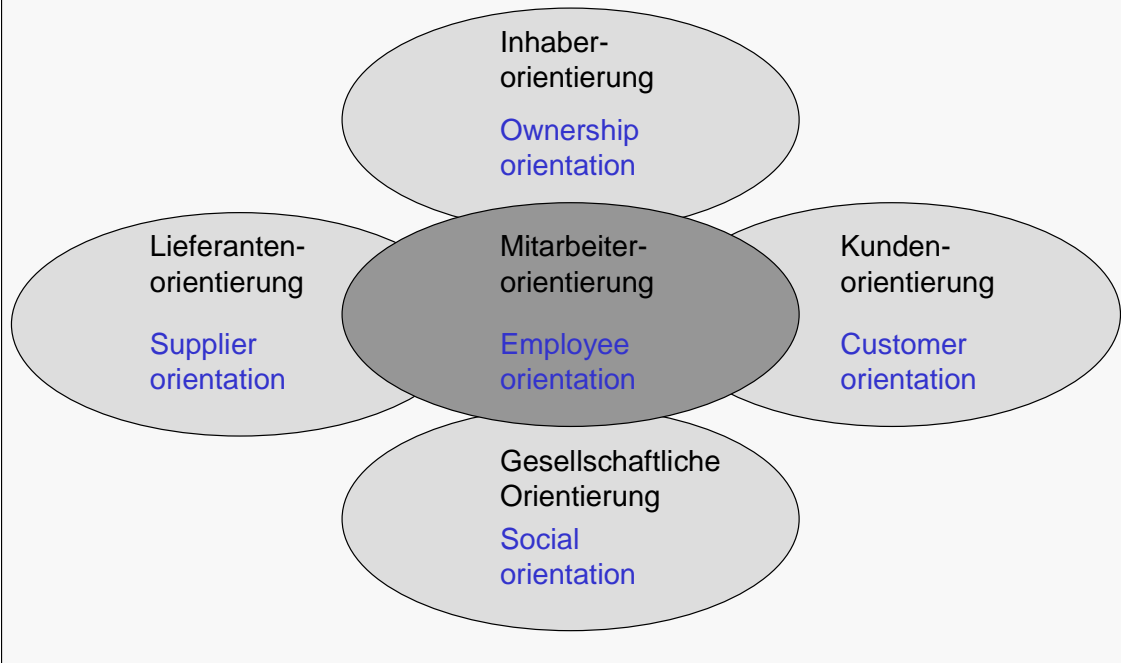 Inhaber-
orientierung
Ownership
orientation
Lieferanten-
orientierung
Supplier
orientation
Mitarbeiter-
orientierung
Employee
orientation
Kunden-
orientierung
Customer
orientation
Gesellschaftliche
Orientierung
Social
orientation